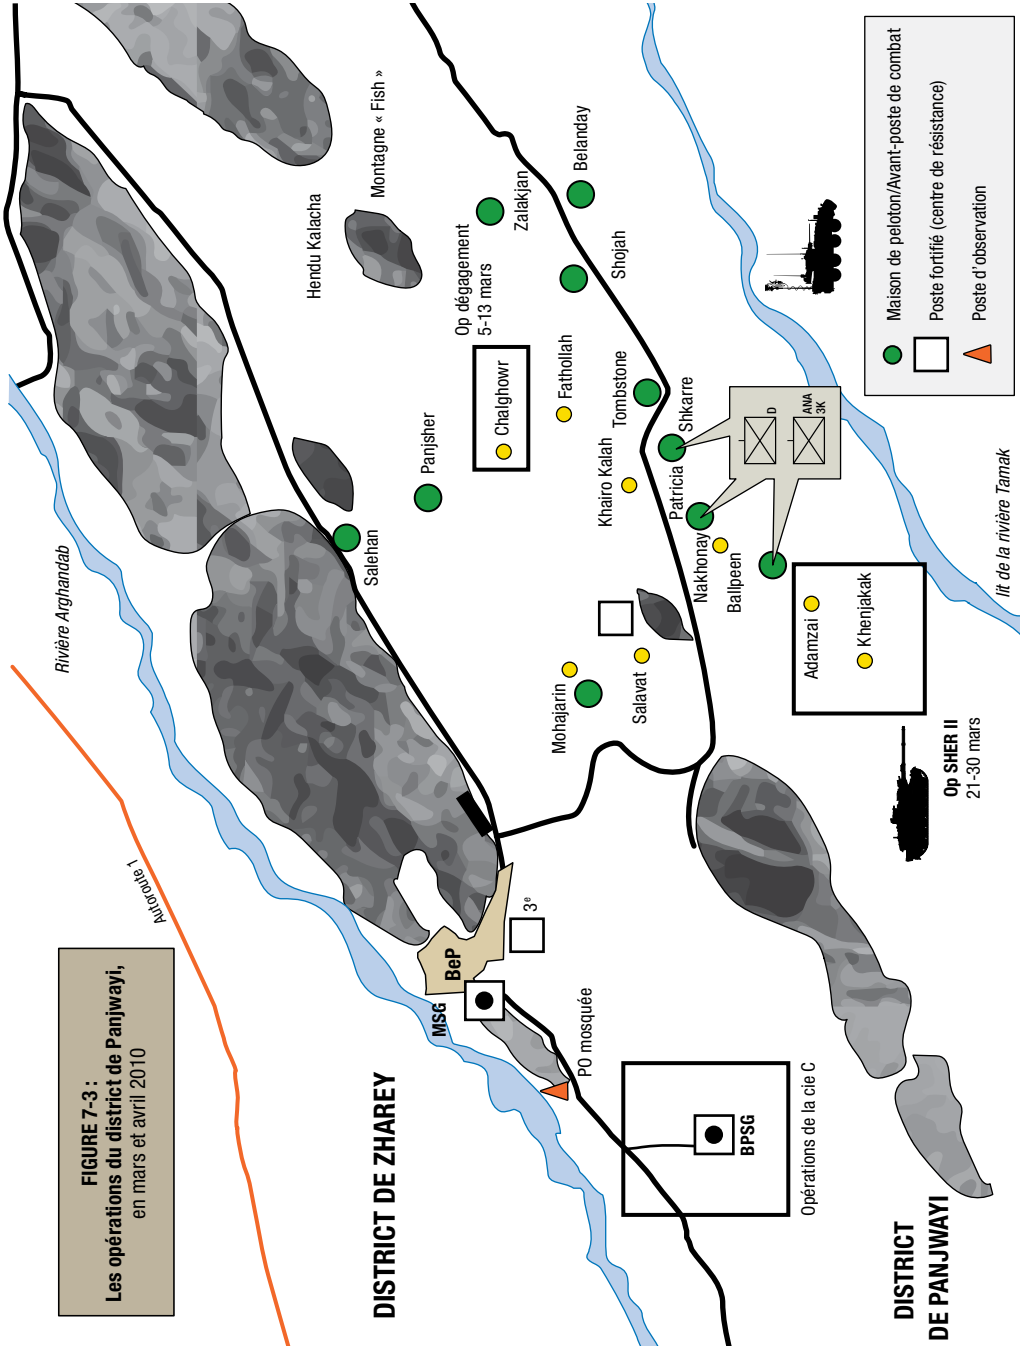 FIGURE 7-3 :
Les opérations du district de Panjwayi,
en mars et avril 2010
Autoroute 1
Rivière Arghandab
DISTRICT DE ZHAREY
MSG
BeP
3e
PO mosquée
BPSG
Opérations de la cie C
DISTRICT
DE PANJWAYI
Salehan
Panjsher
Hendu Kalacha
Montagne « Fish »
Op dégagement
5-13 mars
Chalghowr
Zalakjan
Belanday
Fathollah
Shojah
Mohajarin
Salavat
Khairo Kalah
Tombstone
Patricia
Shkarre
Nakhonay
Ballpeen
D
ANA
3K
Adamzai
Khenjakak
Op SHER II
21-30 mars
lit de la rivière Tarnak
Maison de peloton/Avant-poste de combat
Poste fortifié (centre de résistance)
Poste d'observation